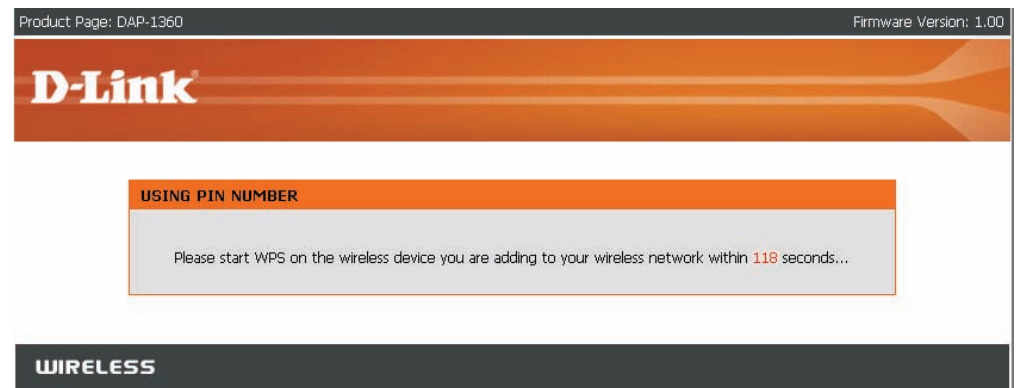 Product Page: DAP-1360 Firmware Version: 1.00
D-Link®
USING PIN NUMBER
Please start WPS on the wireless device you are adding to your wireless network within 118 seconds...
WIRELESS